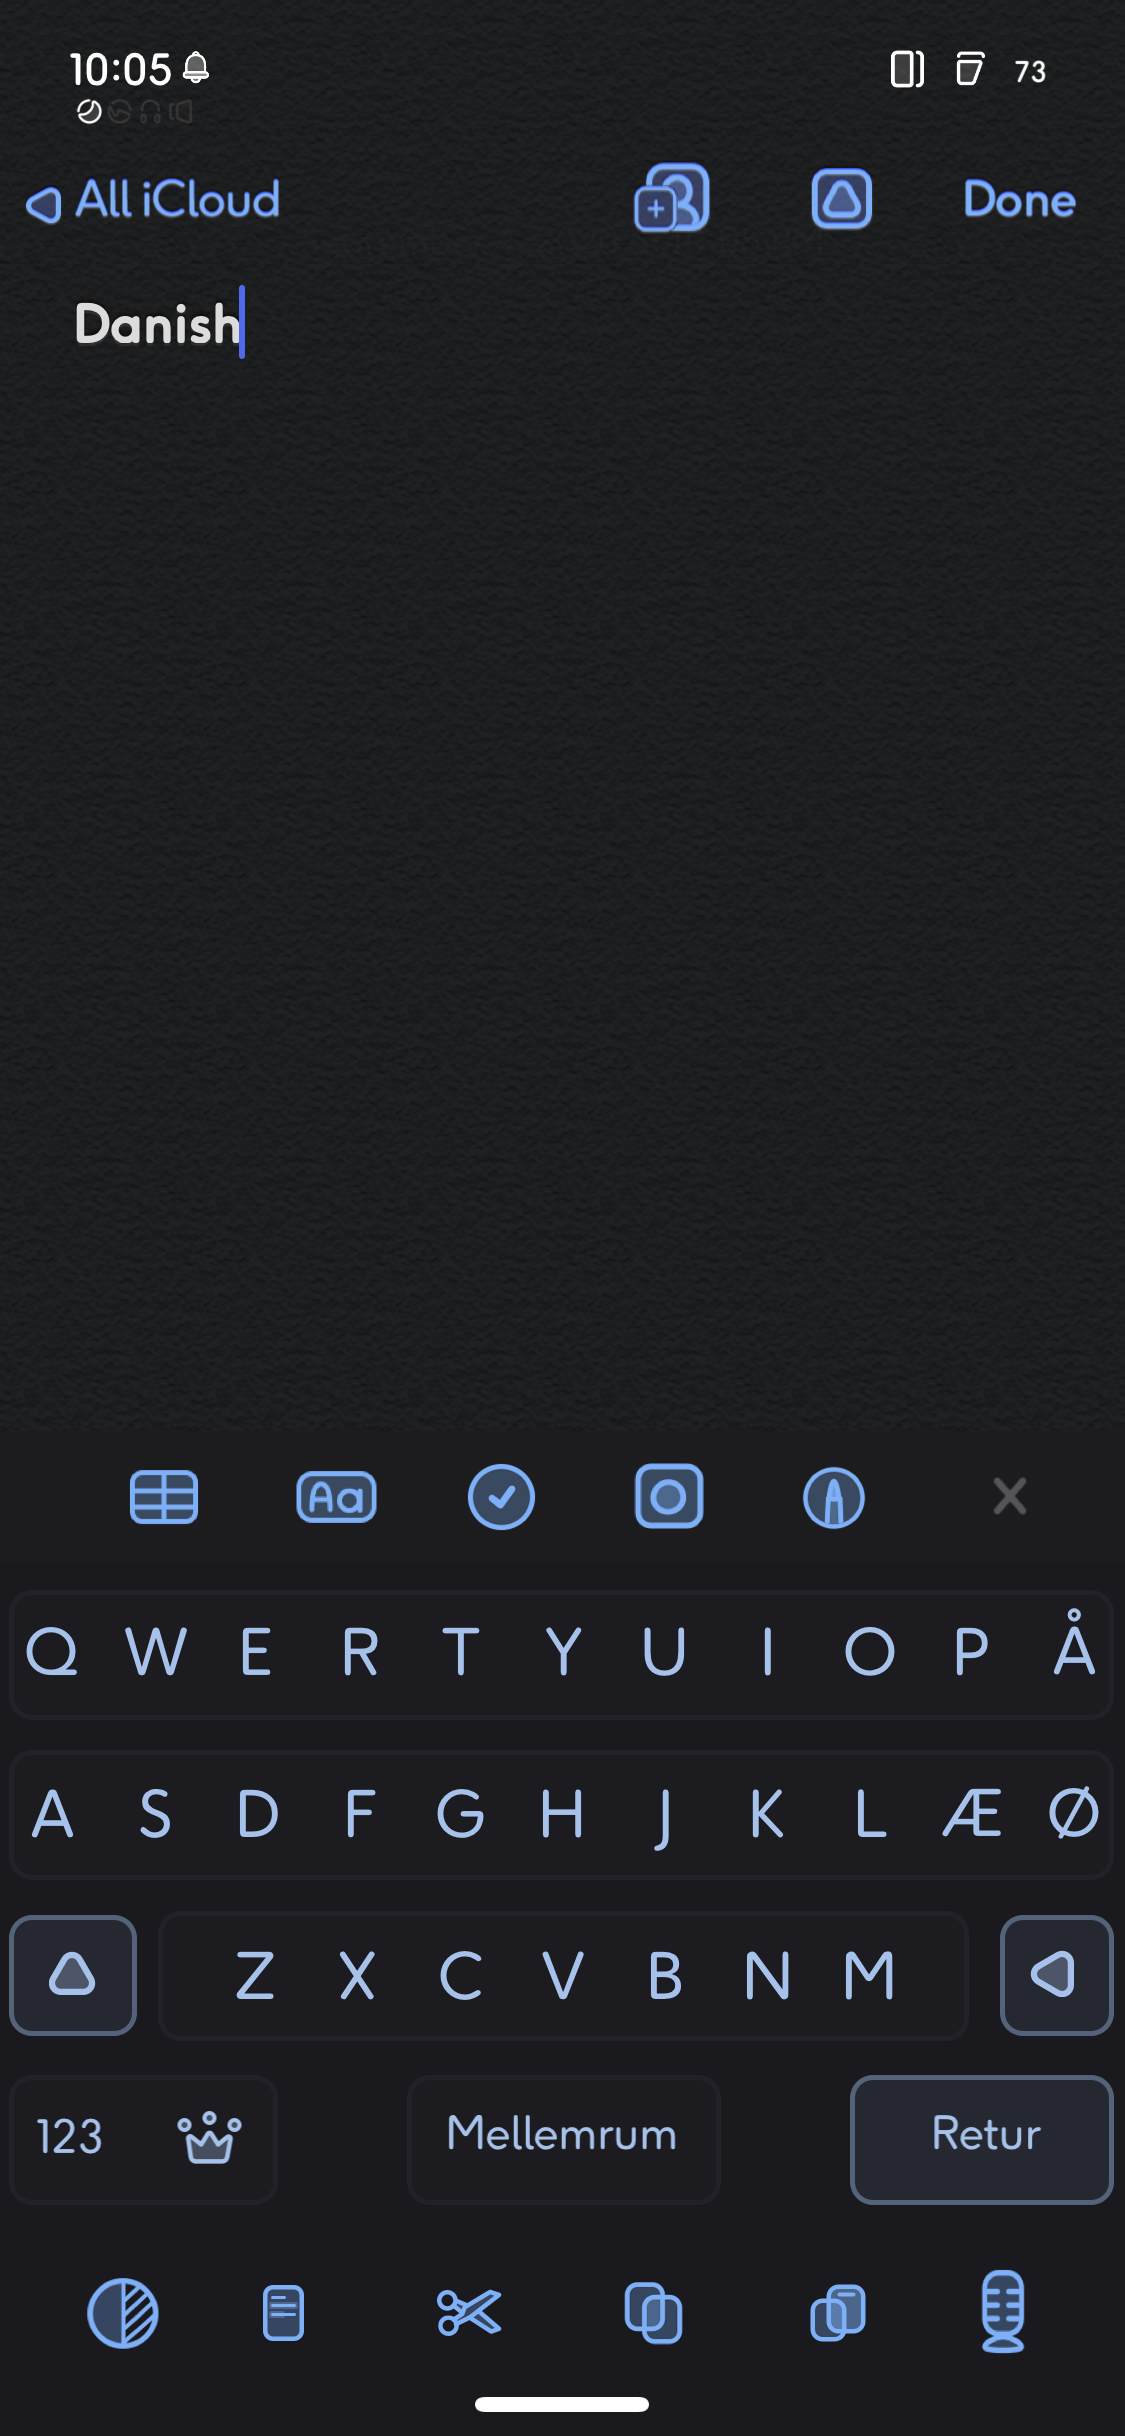 10:05
73
All iCloud
Done
Danish
Aa
Q W E R T Y U I O P Å
A S D F G H J K L Æ Ø
Z X C V B N M
123
Mellemrum
Retur